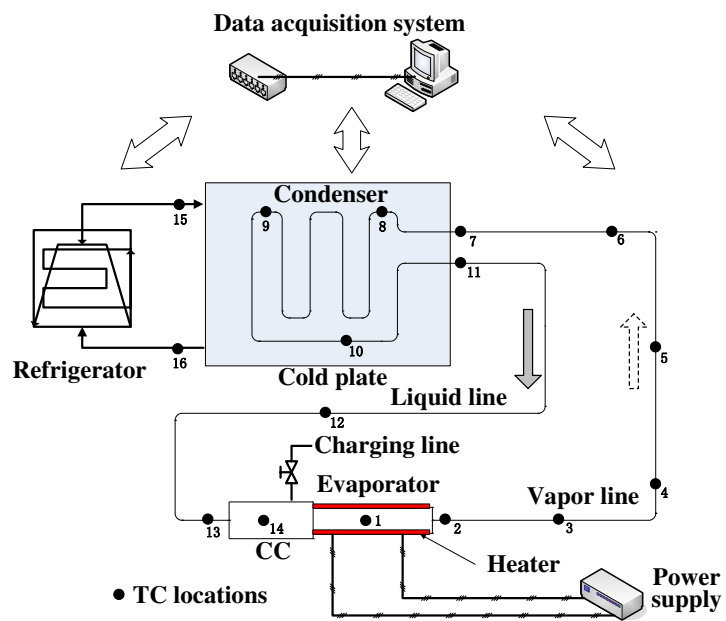 Data acquisition system
Condenser
9
8
15
7
6
11
10
5
16
Refrigerator
Cold plate
Liquid line
12
Charging line
Evaporator
Vapor line
4
13
14
1
2
3
CC
Heater
TC locations
Power
supply